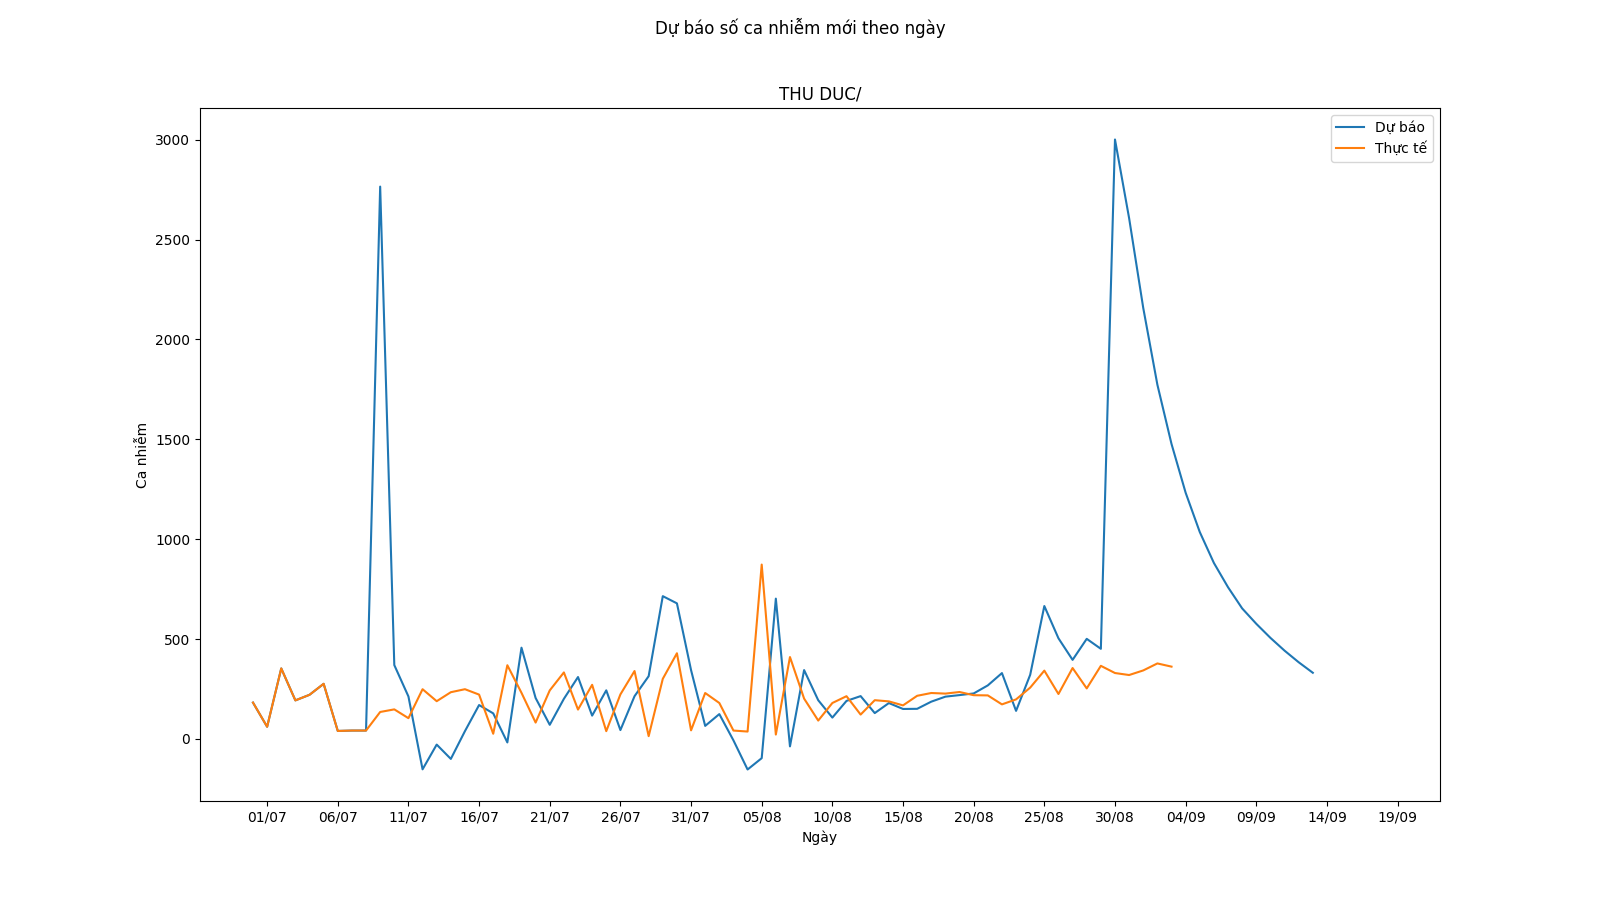 Dự báo số ca nhiễm mới theo ngày
THU DUC/
Dự báo
Thực tế
3000
2500
2000
1500
1000
500
0
Ca nhiễm
01/07 06/07 11/07 16/07 21/07 26/07 31/07 05/08 10/08 15/08 20/08 25/08 30/08 04/09 09/09 14/09 19/09
Ngày